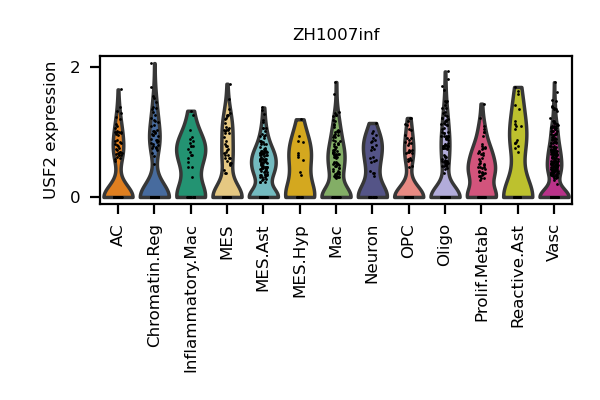 ZH1007inf
USF2 expression
2
0
AC
Chromatin.Reg
Inflammatory.Mac
MES
MES.Ast
MES.Hyp
Mac
Neuron
OPC
Oligo
Prolif.Metab
Reactive.Ast
Vasc